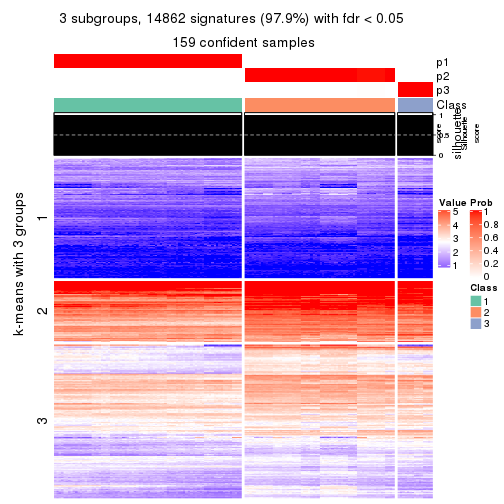 3 subgroups, 14862 signatures (97.9%) with fdr < 0.05
159 confident samples
p1
p2
p3
Class
1
0.5
0
silhouette
score
Silhouette
score
k-means with 3 groups
1
2
3
Value
5
4
3
2
1
Prob
1
0.8
0.6
0.4
0.2
0
Class
1
2
3